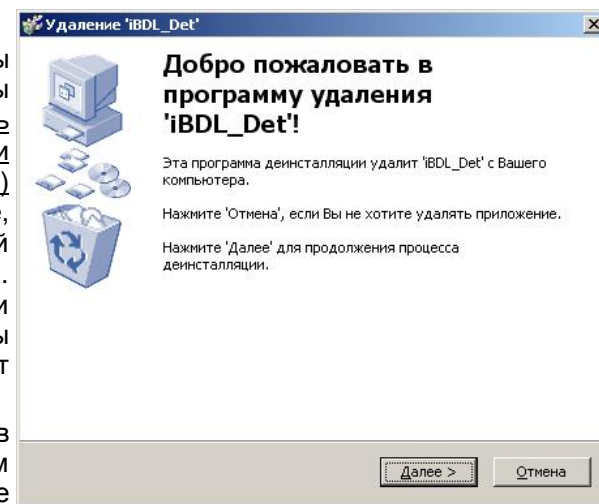 Удаление 'iBDL_Det'
Добро пожаловать в
программу удаления
'iBDL_Det'!
Эта программа деинсталляции удалит 'iBDL_Det' с Вашего
компьютера.
Нажмите 'Отмена', если Вы не хотите удалять приложение.
Нажмите 'Далее' для продолжения процесса
деинсталляции.
Далее >
Отмена